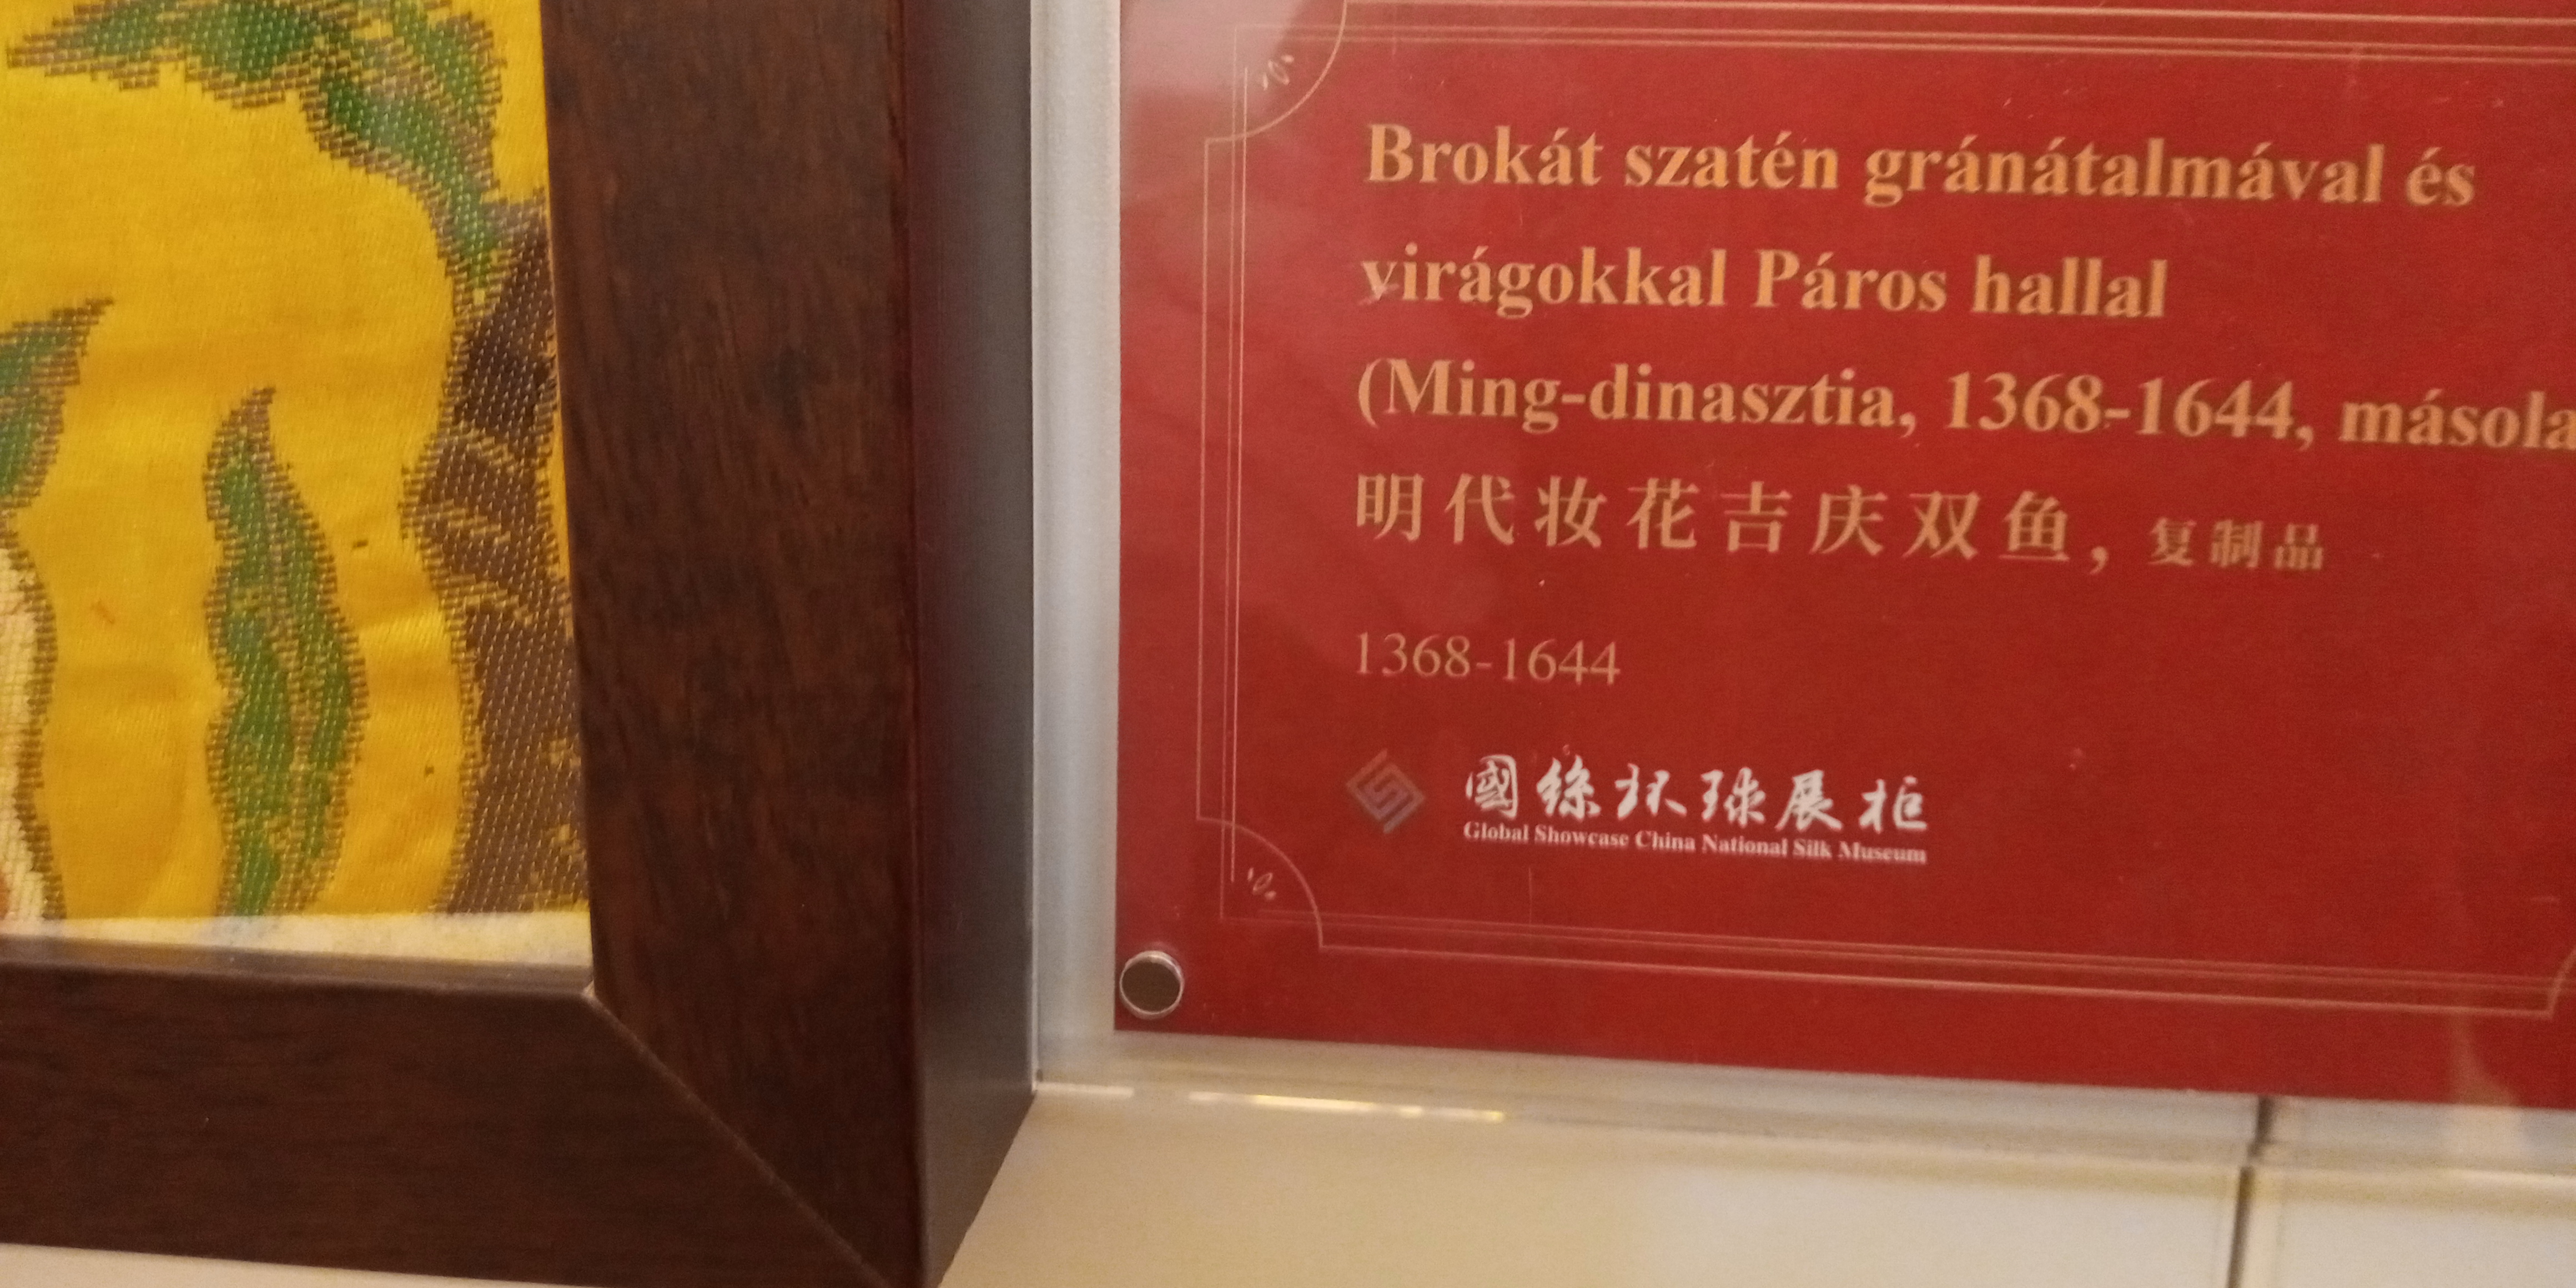 Brokát szatén gránátalmával és
virágokkal Páros hallal
(Ming-dinasztia, 1368-1644, másola
明代妆花吉庆双鱼，复制品
1368-1644
國絲环球展柜
Global Showcase China National Silk Museum